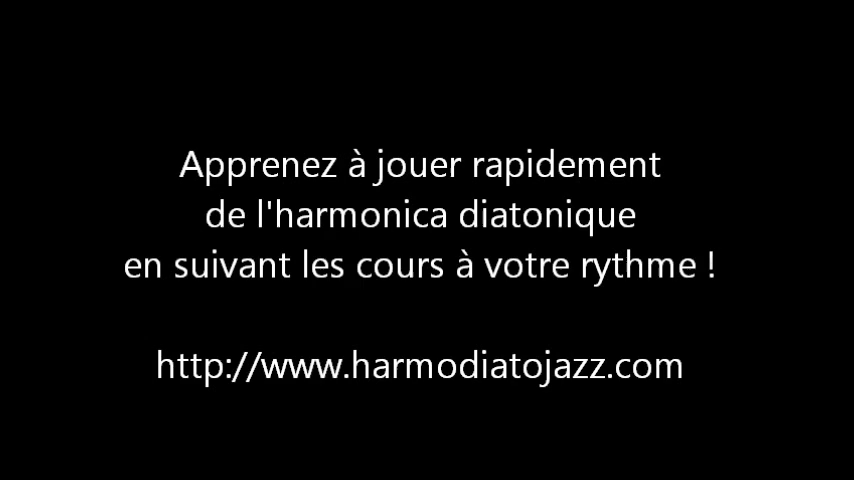 Apprenez à jouer rapidement
de l'harmonica diatonique
en suivant les cours à votre rythme !
http://www.harmodiatojazz.com